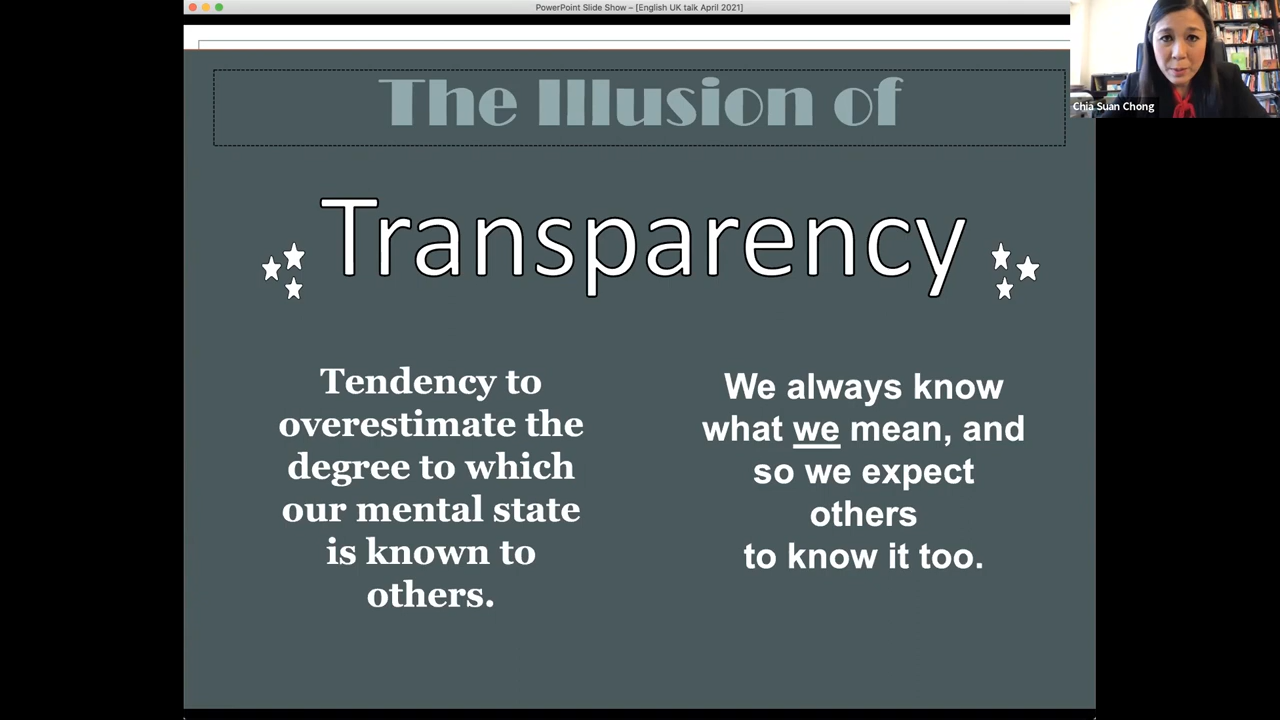 PowerPoint Slide Show – [English UK talk April 2021]
Chia Suan Chong
The Illusion of
Transparency
Tendency to
overestimate the
degree to which
our mental state
is known to
others.
We always know
what we mean, and
so we expect
others
to know it too.